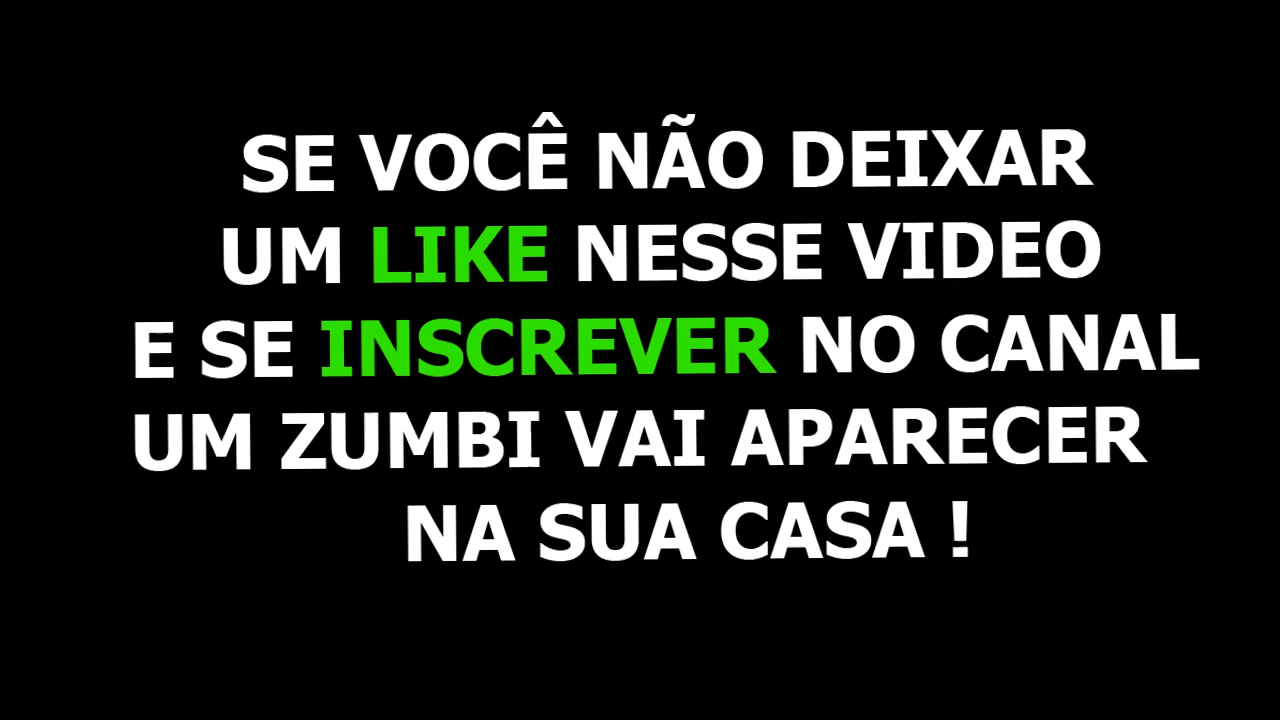 SE VOCÊ NÃO DEIXAR
UM LIKE NESSE VIDEO
E SE INSCREVER NO CANAL
UM ZUMBI VAI APARECER
NA SUA CASA !